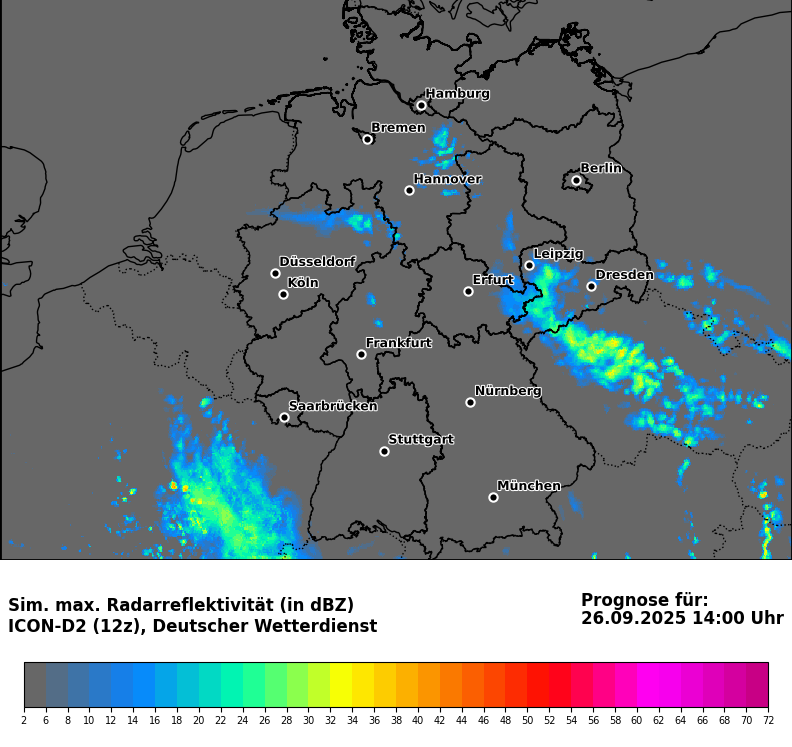 Hamburg
Bremen
Berlin
Hannover
Düsseldorf
Leipzig
Köln
Erfurt
Dresden
Frankfurt
Saarbrücken
Nürnberg
Stuttgart
München
Sim. max. Radarreflektivität (in dBZ)
ICON-D2 (12z), Deutscher Wetterdienst
Prognose für:
26.09.2025 14:00 Uhr
2 6 8 10 12 14 16 18 20 22 24 26 28 30 32 34 36 38 40 42 44 46 48 50 52 54 56 58 60 62 64 66 68 70 72